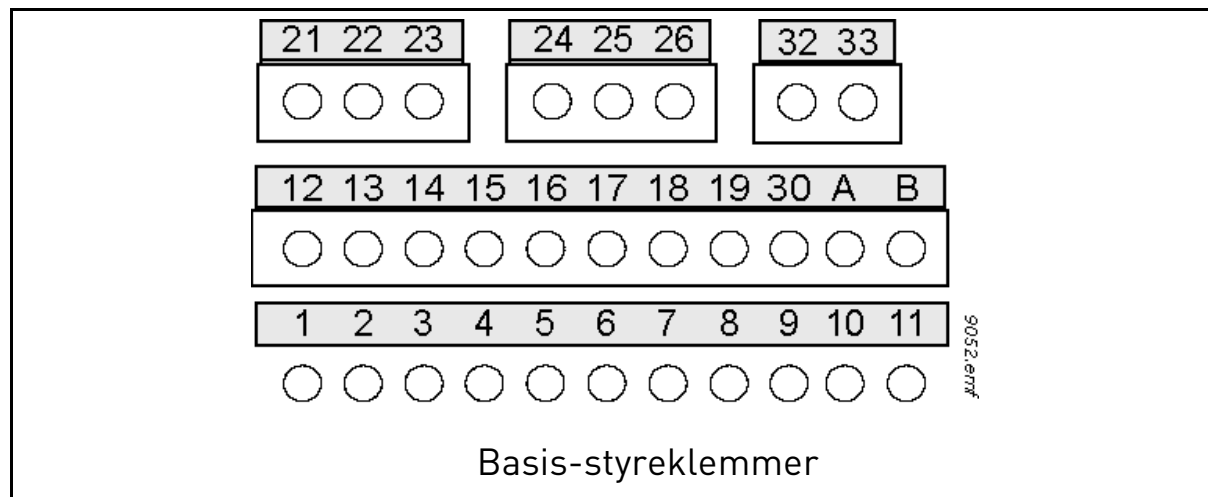 21 22 23 24 25 26 32 33
12 13 14 15 16 17 18 19 30 A B
1 2 3 4 5 6 7 8 9 10 11
9052.emf
Basis-styreklemmer